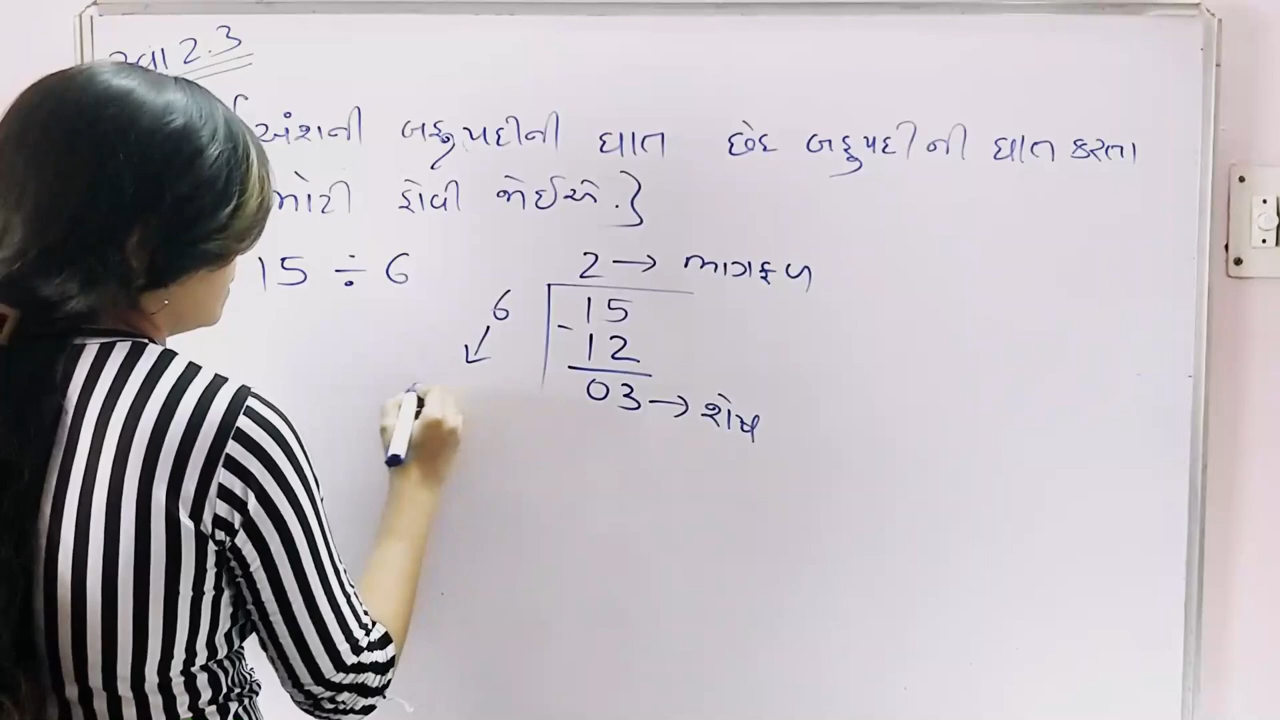 2.3
અંશની બહુપદીની ઘાત છેદ બહુપદીની ઘાત કરતા
મોટી હોવી જોઈએ.}
15 ÷ 6
2 → ભાગફળ
6 15
- 12
03 → શેષ